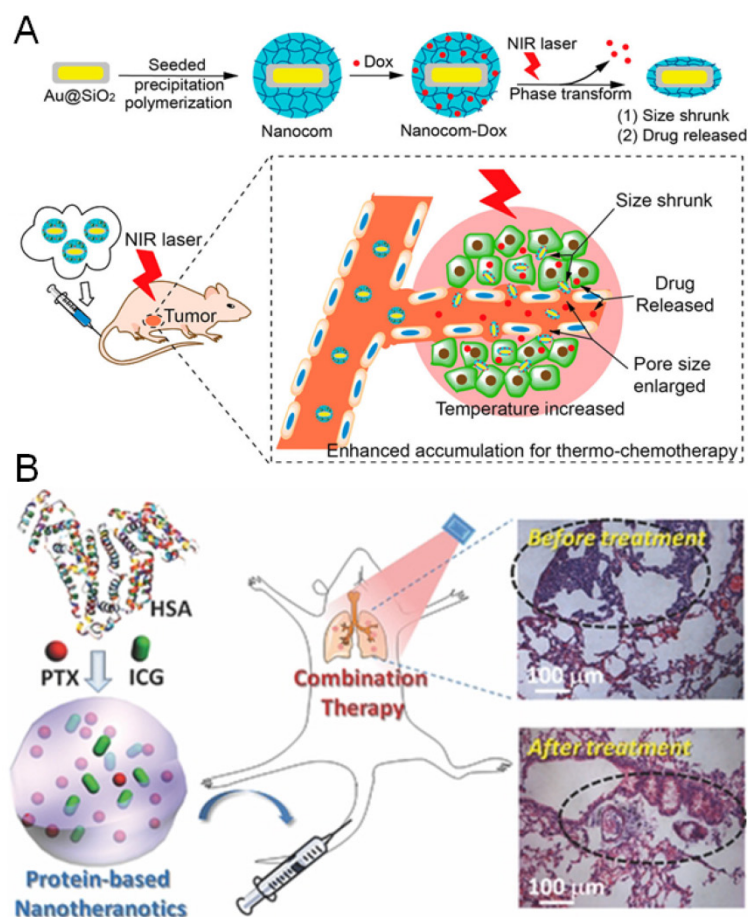 A
Au@SiO₂
Seeded
precipitation
polymerization
Nanocom
Dox
Nanocom-Dox
NIR laser
Phase transform
(1) Size shrunk
(2) Drug released
NIR laser
Tumor
Size shrunk
Drug
Released
Pore size
enlarged
Temperature increased
Enhanced accumulation for thermo-chemotherapy
B
HSA
PTX
ICG
Protein-based
Nanotheranotics
Combination
Therapy
Before treatment
100 μm
After treatment
100 μm